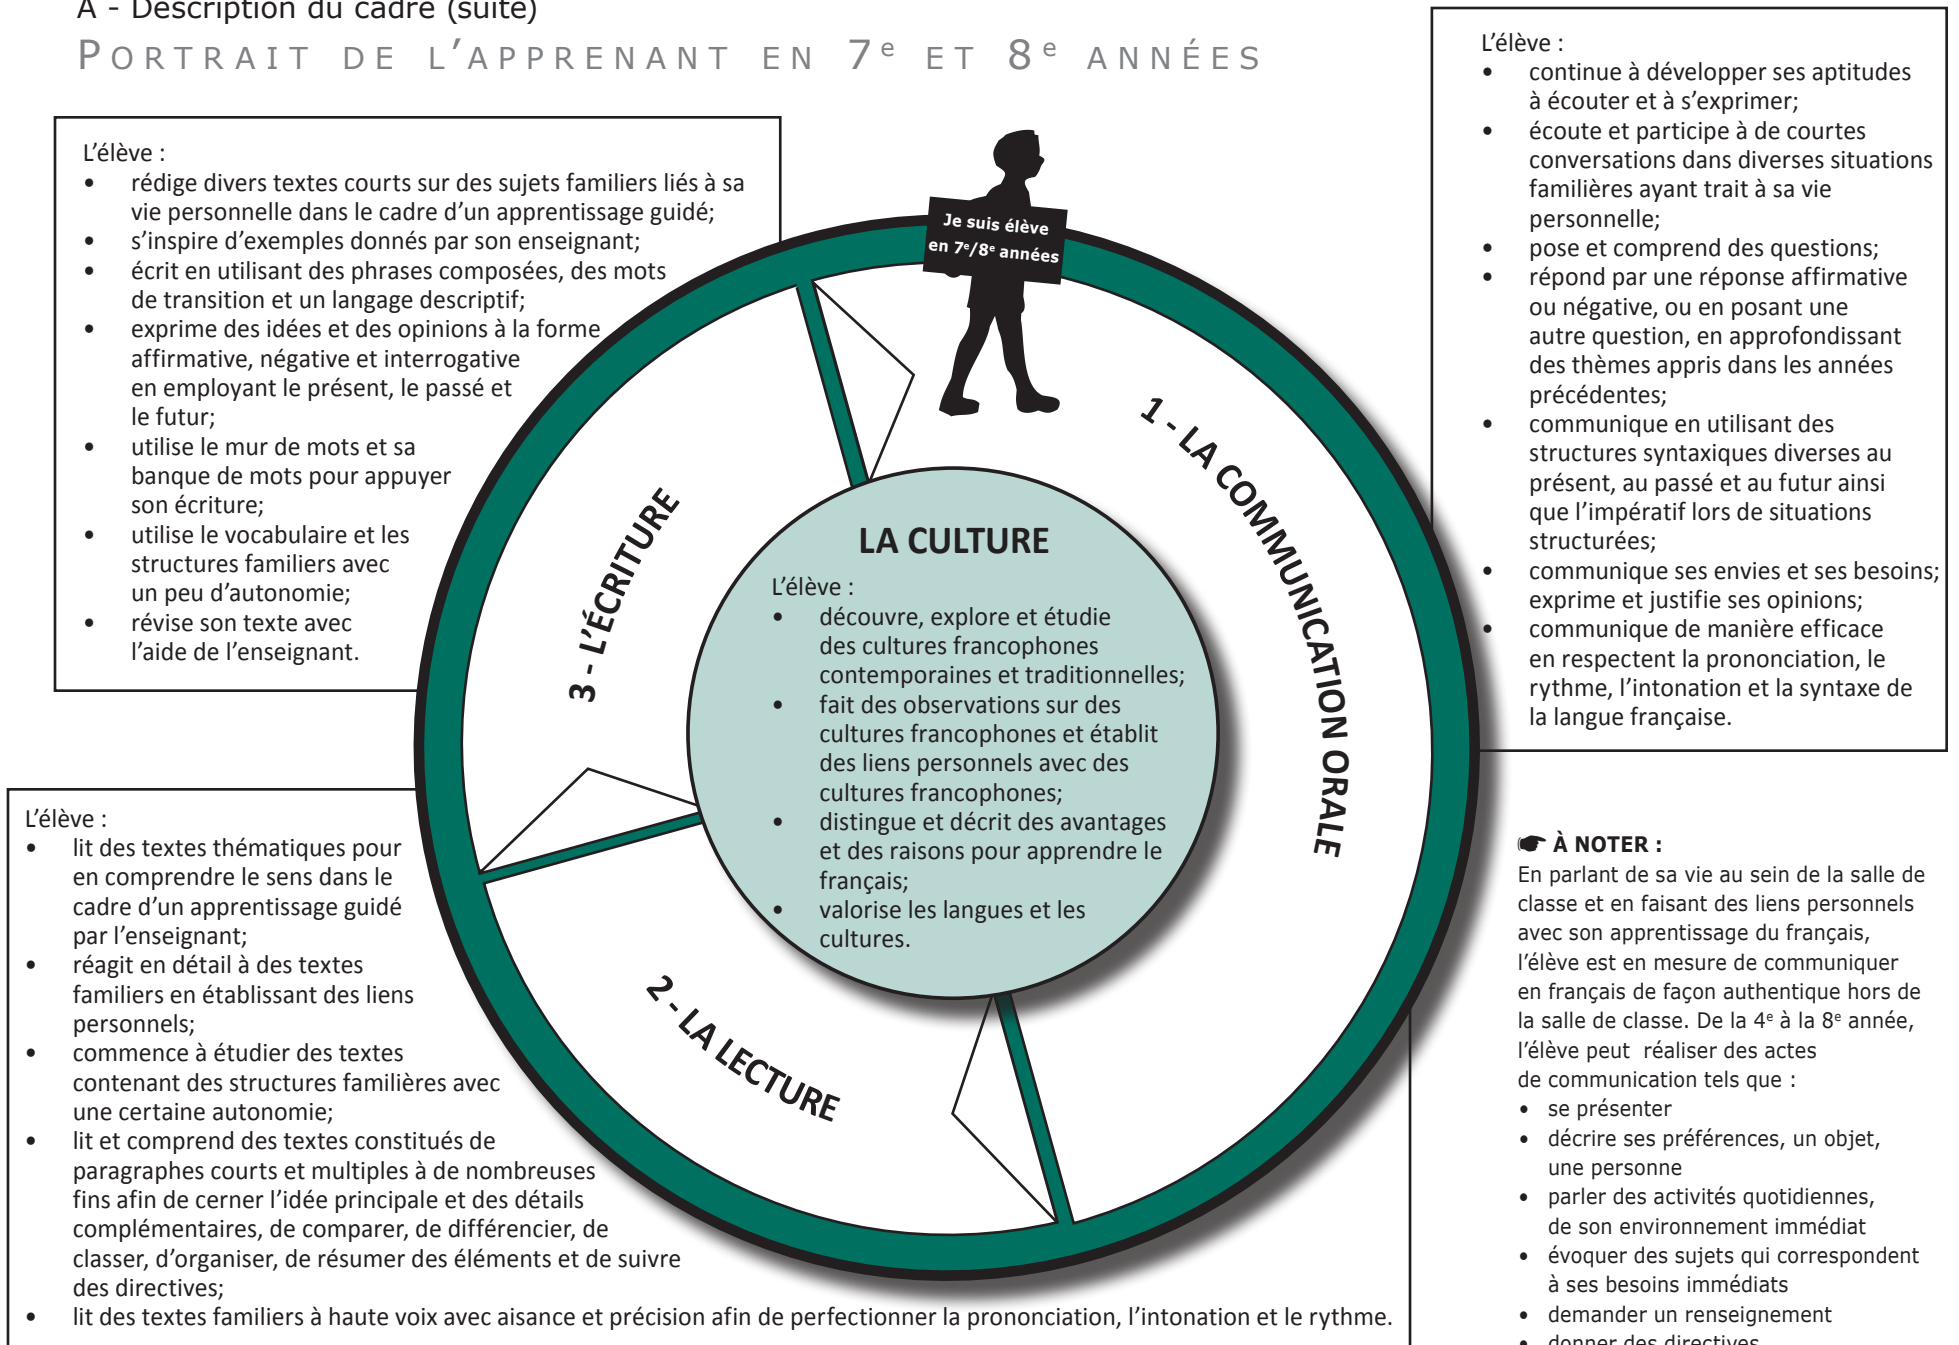 A - Description du cadre (suite)
PORTRAIT DE L'APPRENANT EN 7e ET 8e ANNÉES
L'élève :
• rédige divers textes courts sur des sujets familiers liés à sa
vie personnelle dans le cadre d'un apprentissage guidé;
• s'inspire d'exemples donnés par son enseignant;
• écrit en utilisant des phrases composées, des mots
de transition et un langage descriptif;
• exprime des idées et des opinions à la forme
affirmative, négative et interrogative
en employant le présent, le passé et
le futur;
• utilise le mur de mots et sa
banque de mots pour appuyer
son écriture;
• utilise le vocabulaire et les
structures familiers avec
un peu d'autonomie;
• révise son texte avec
l'aide de l'enseignant.
Je suis élève
en 7e/8e années
1 - LA COMMUNICATION ORALE
L'élève :
• continue à développer ses aptitudes
à écouter et à s'exprimer;
• écoute et participe à de courtes
conversations dans diverses situations
familières ayant trait à sa vie
personnelle;
• pose et comprend des questions;
• répond par une réponse affirmative
ou négative, ou en posant une
autre question, en approfondissant
des thèmes appris dans les années
précédentes;
• communique en utilisant des
structures syntaxiques diverses au
présent, au passé et au futur ainsi
que l'impératif lors de situations
structurées;
• communique ses envies et ses besoins;
exprime et justifie ses opinions;
• communique de manière efficace
en respectent la prononciation, le
rythme, l'intonation et la syntaxe de
la langue française.
3 - L'ÉCRITURE
LA CULTURE
L'élève :
• découvre, explore et étudie
des cultures francophones
contemporaines et traditionnelles;
• fait des observations sur des
cultures francophones et établit
des liens personnels avec des
cultures francophones;
• distingue et décrit des avantages
et des raisons pour apprendre le
français;
• valorise les langues et les
cultures.
2 - LA LECTURE
L'élève :
• lit des textes thématiques pour
en comprendre le sens dans le
cadre d'un apprentissage guidé
par l'enseignant;
• réagit en détail à des textes
familiers en établissant des liens
personnels;
• commence à étudier des textes
contenant des structures familières avec
une certaine autonomie;
• lit et comprend des textes constitués de
paragraphes courts et multiples à de nombreuses
fins afin de cerner l'idée principale et des détails
complémentaires, de comparer, de différencier, de
classer, d'organiser, de résumer des éléments et de suivre
des directives;
• lit des textes familiers à haute voix avec aisance et précision afin de perfectionner la prononciation, l'intonation et le rythme.
☛ À NOTER :
En parlant de sa vie au sein de la salle de
classe et en faisant des liens personnels
avec son apprentissage du français,
l'élève est en mesure de communiquer
en français de façon authentique hors de
la salle de classe. De la 4e à la 8e année,
l'élève peut réaliser des actes
de communication tels que :
• se présenter
• décrire ses préférences, un objet,
une personne
• parler des activités quotidiennes,
de son environnement immédiat
• évoquer des sujets qui correspondent
à ses besoins immédiats
• demander un renseignement
• donner des directives